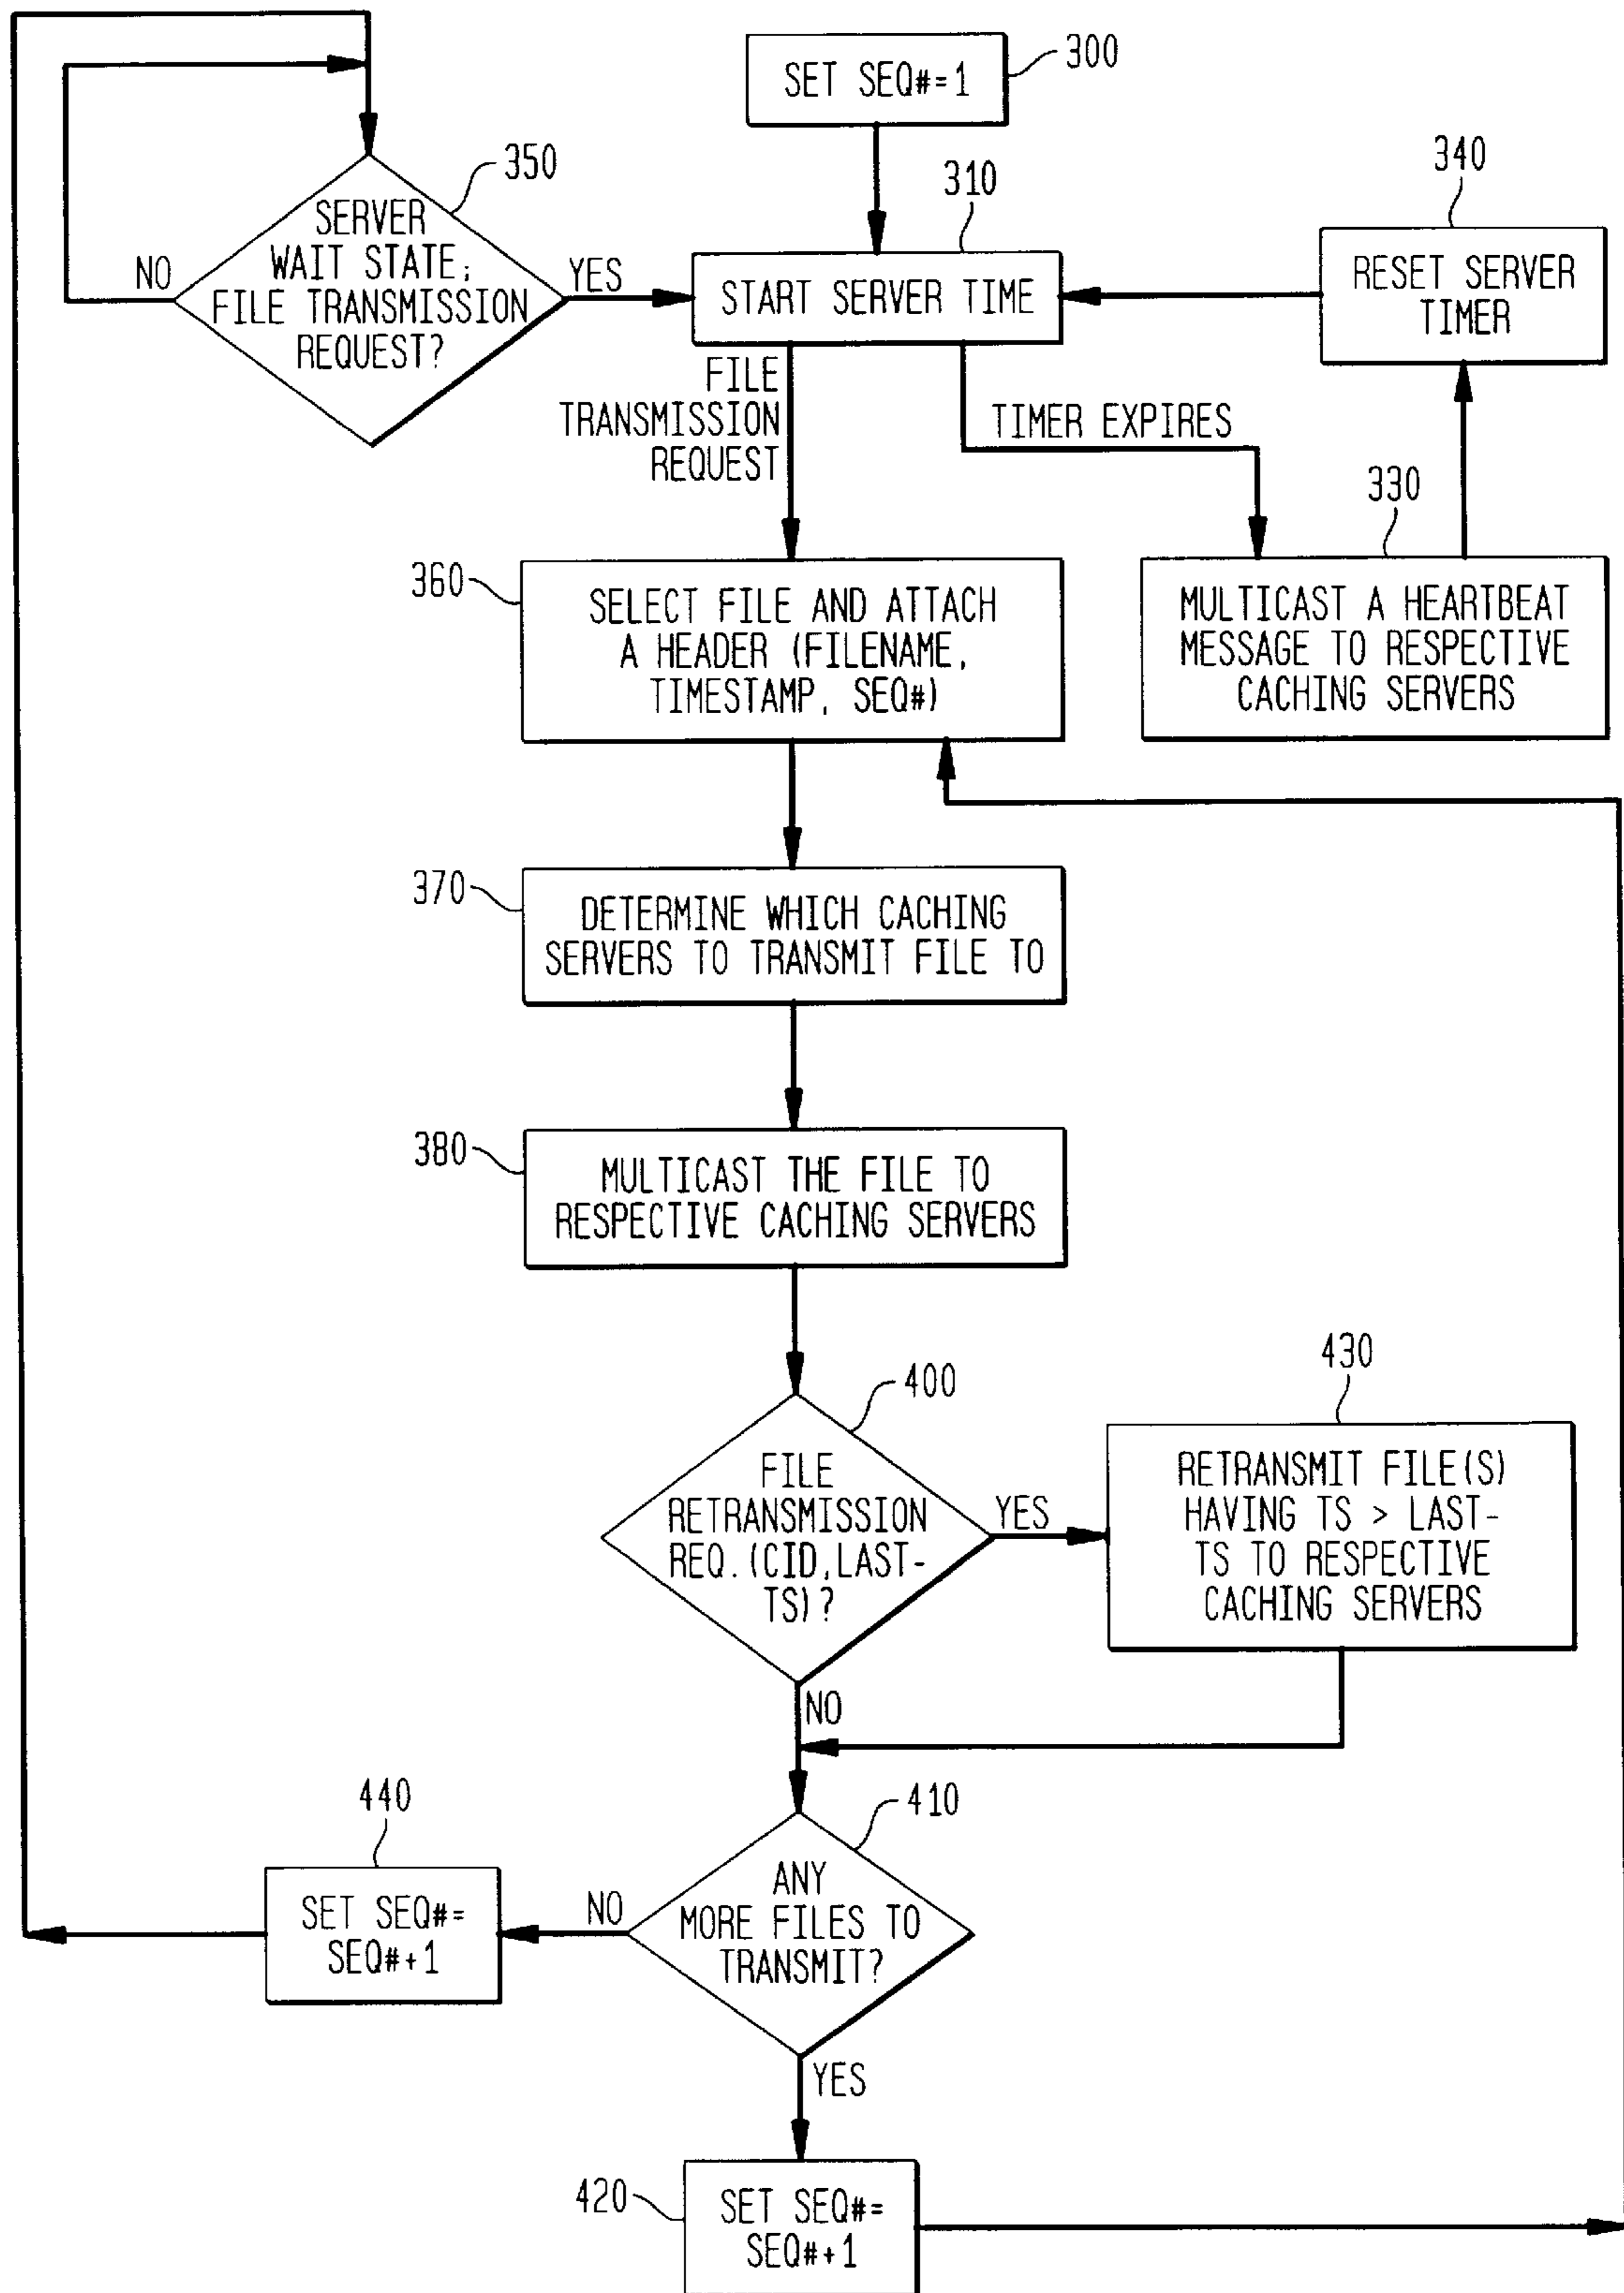 SET SEQ#=1
300
350
SERVER
WAIT STATE;
FILE TRANSMISSION
REQUEST?
NO
YES
310
START SERVER TIME
340
RESET SERVER
TIMER
FILE
TRANSMISSION
REQUEST
TIMER EXPIRES
330
MULTICAST A HEARTBEAT
MESSAGE TO RESPECTIVE
CACHING SERVERS
360
SELECT FILE AND ATTACH
A HEADER (FILENAME,
TIMESTAMP, SEQ#)
370
DETERMINE WHICH CACHING
SERVERS TO TRANSMIT FILE TO
380
MULTICAST THE FILE TO
RESPECTIVE CACHING SERVERS
400
FILE
RETRANSMISSION
REQ.(CID,LAST-
TS)?
YES
NO
430
RETRANSMIT FILE(S)
HAVING TS > LAST-
TS TO RESPECTIVE
CACHING SERVERS
410
ANY
MORE FILES TO
TRANSMIT?
NO
YES
440
SET SEQ#=
SEQ#+1
420
SET SEQ#=
SEQ#+1